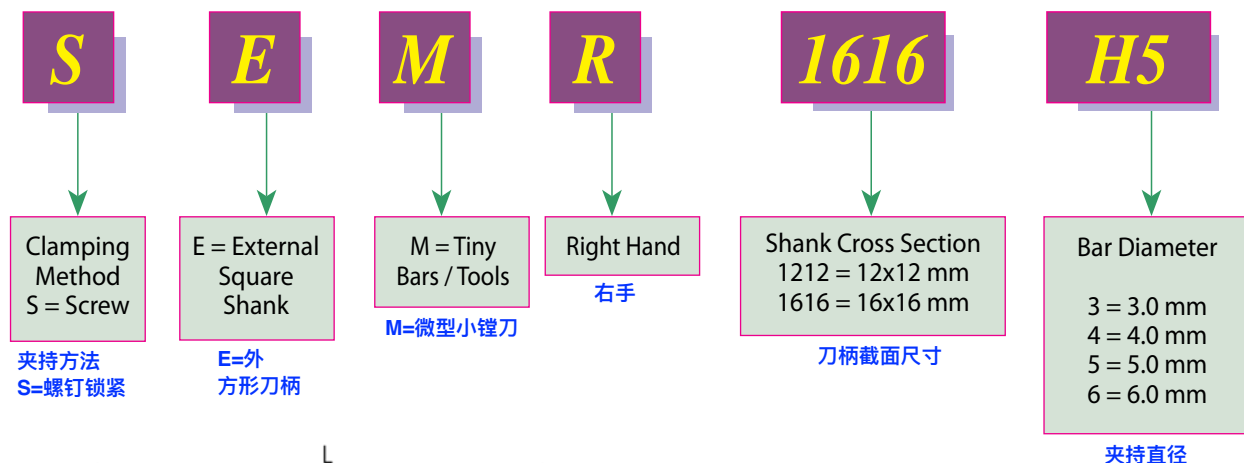 S E M R 1616 H5
Clamping
Method
S = Screw
夹持方法
S=螺钉锁紧
E = External
Square
Shank
E=外
方形刀柄
M = Tiny
Bars / Tools
M=微型小镗刀
Right Hand
右手
Shank Cross Section
1212 = 12x12 mm
1616 = 16x16 mm
刀柄截面尺寸
Bar Diameter
3 = 3.0 mm
4 = 4.0 mm
5 = 5.0 mm
6 = 6.0 mm
夹持直径
L